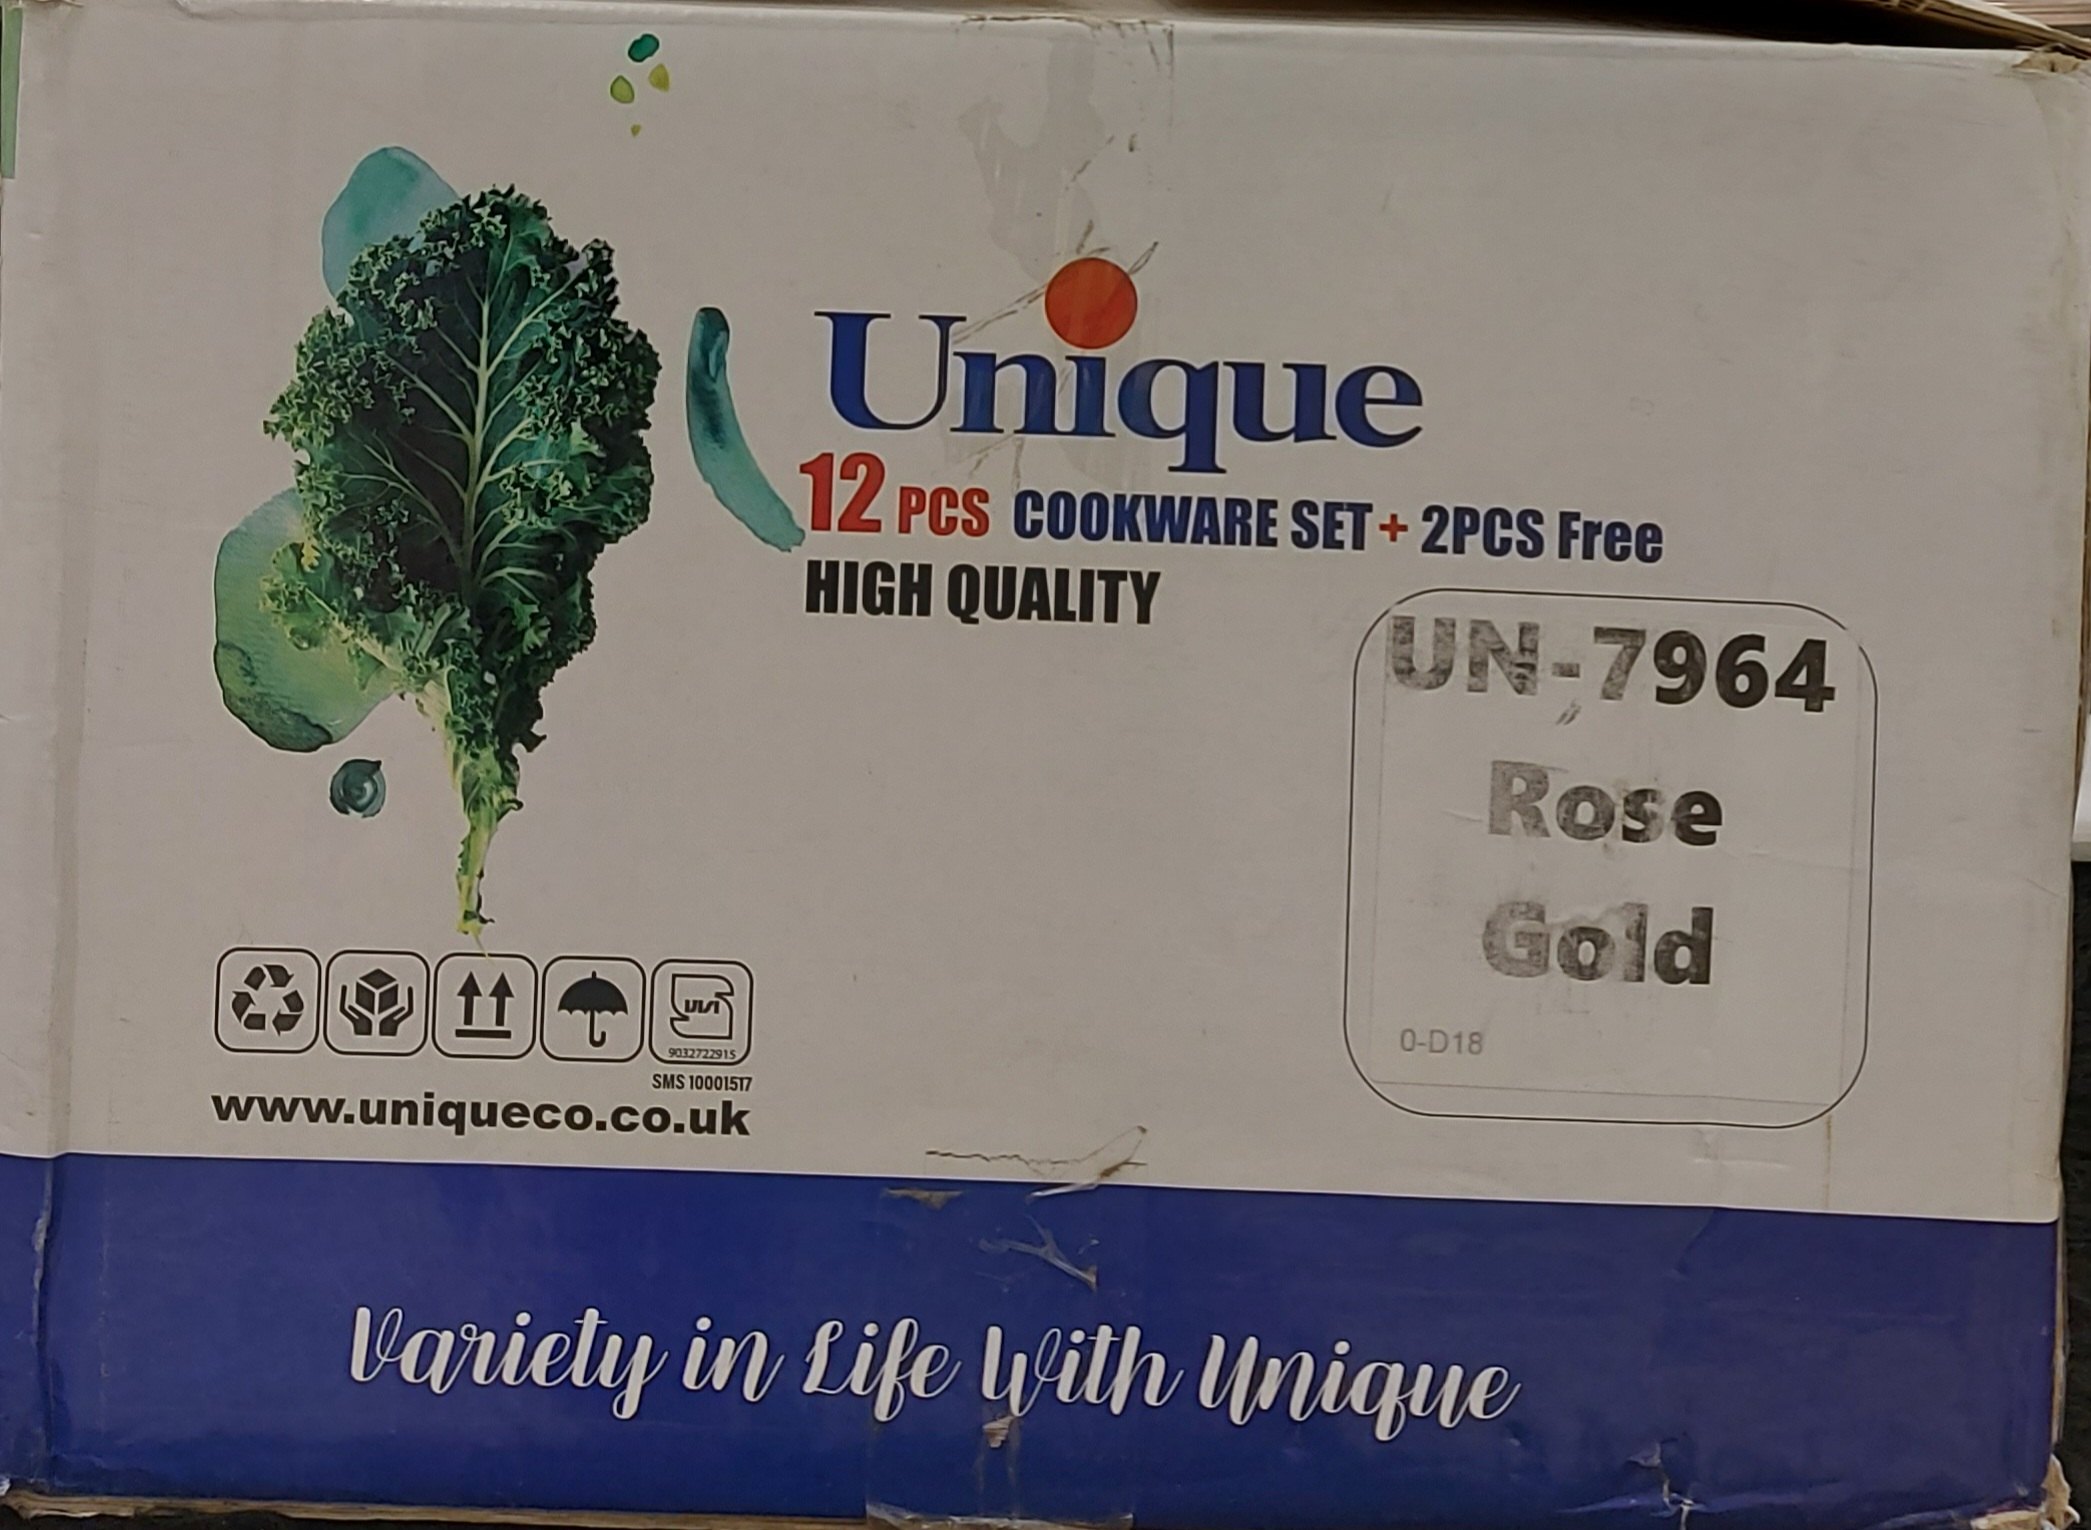 Unique
12 PCS COOKWARE SET + 2PCS Free
HIGH QUALITY
UN-7964
Rose
Gold
0-D18
9032722915
SMS 10001517
www.uniqueco.co.uk
Variety in Life With Unique